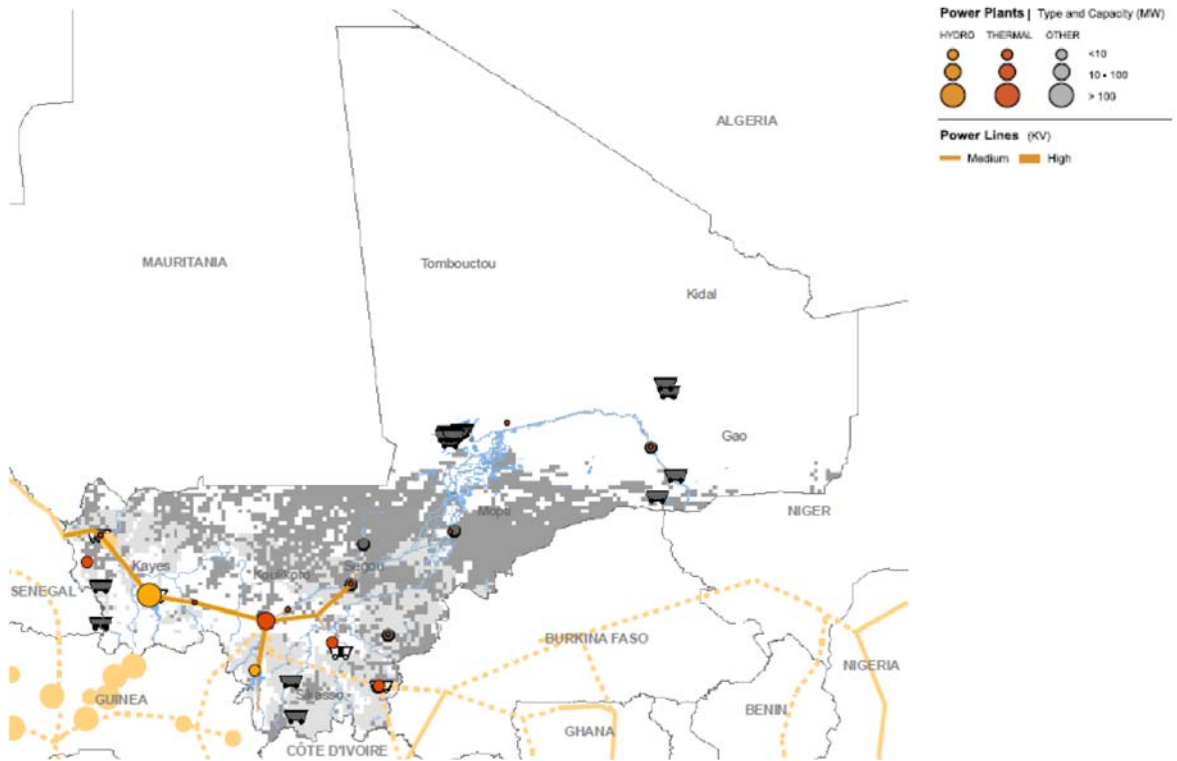 Power Plants | Type and Capacity (MW)
HYDRO THERMAL OTHER
<10
10 • 100
> 100
Power Lines (KV)
Medium High
ALGERIA
MAURITANIA
Tombouctou
Kidal
Gao
Mopti
NIGER
Kayes
Koulikoro
Segou
SENEGAL
BURKINA FASO
NIGERIA
GUINEA
Sikasso
BENIN
GHANA
CÔTE D'IVOIRE